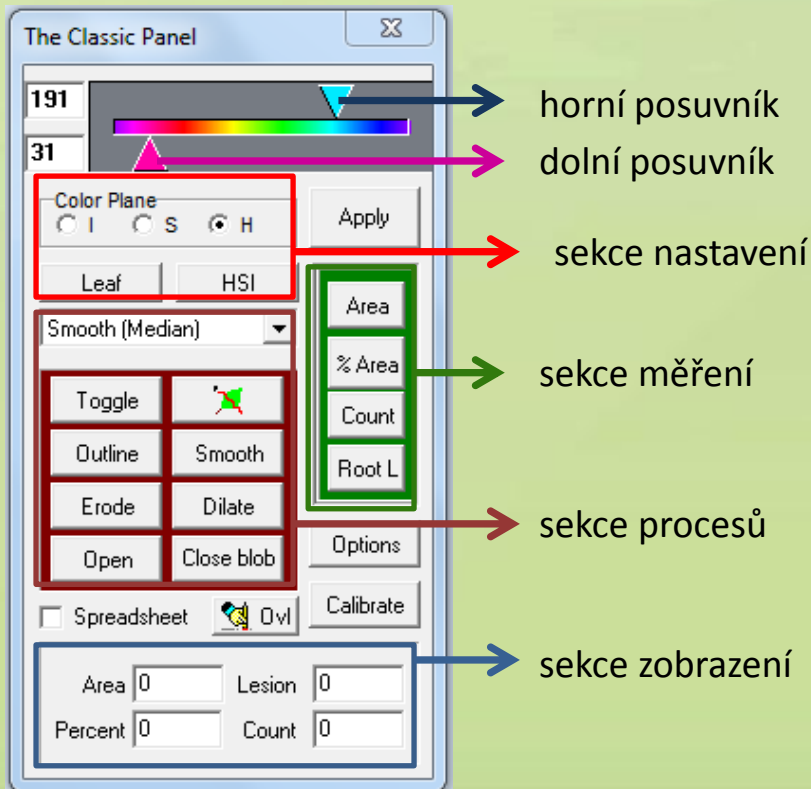 The Classic Panel
191
horní posuvník
31
dolní posuvník
Color Plane
I S H
Apply
sekce nastavení
Leaf HSI
Smooth (Median)
Area
% Area
Count
Root L
sekce měření
Toggle
Outline Smooth
Erode Dilate
Open Close blob
sekce procesů
Options
Spreadsheet Ovl Calibrate
sekce zobrazení
Area 0 Lesion 0
Percent 0 Count 0